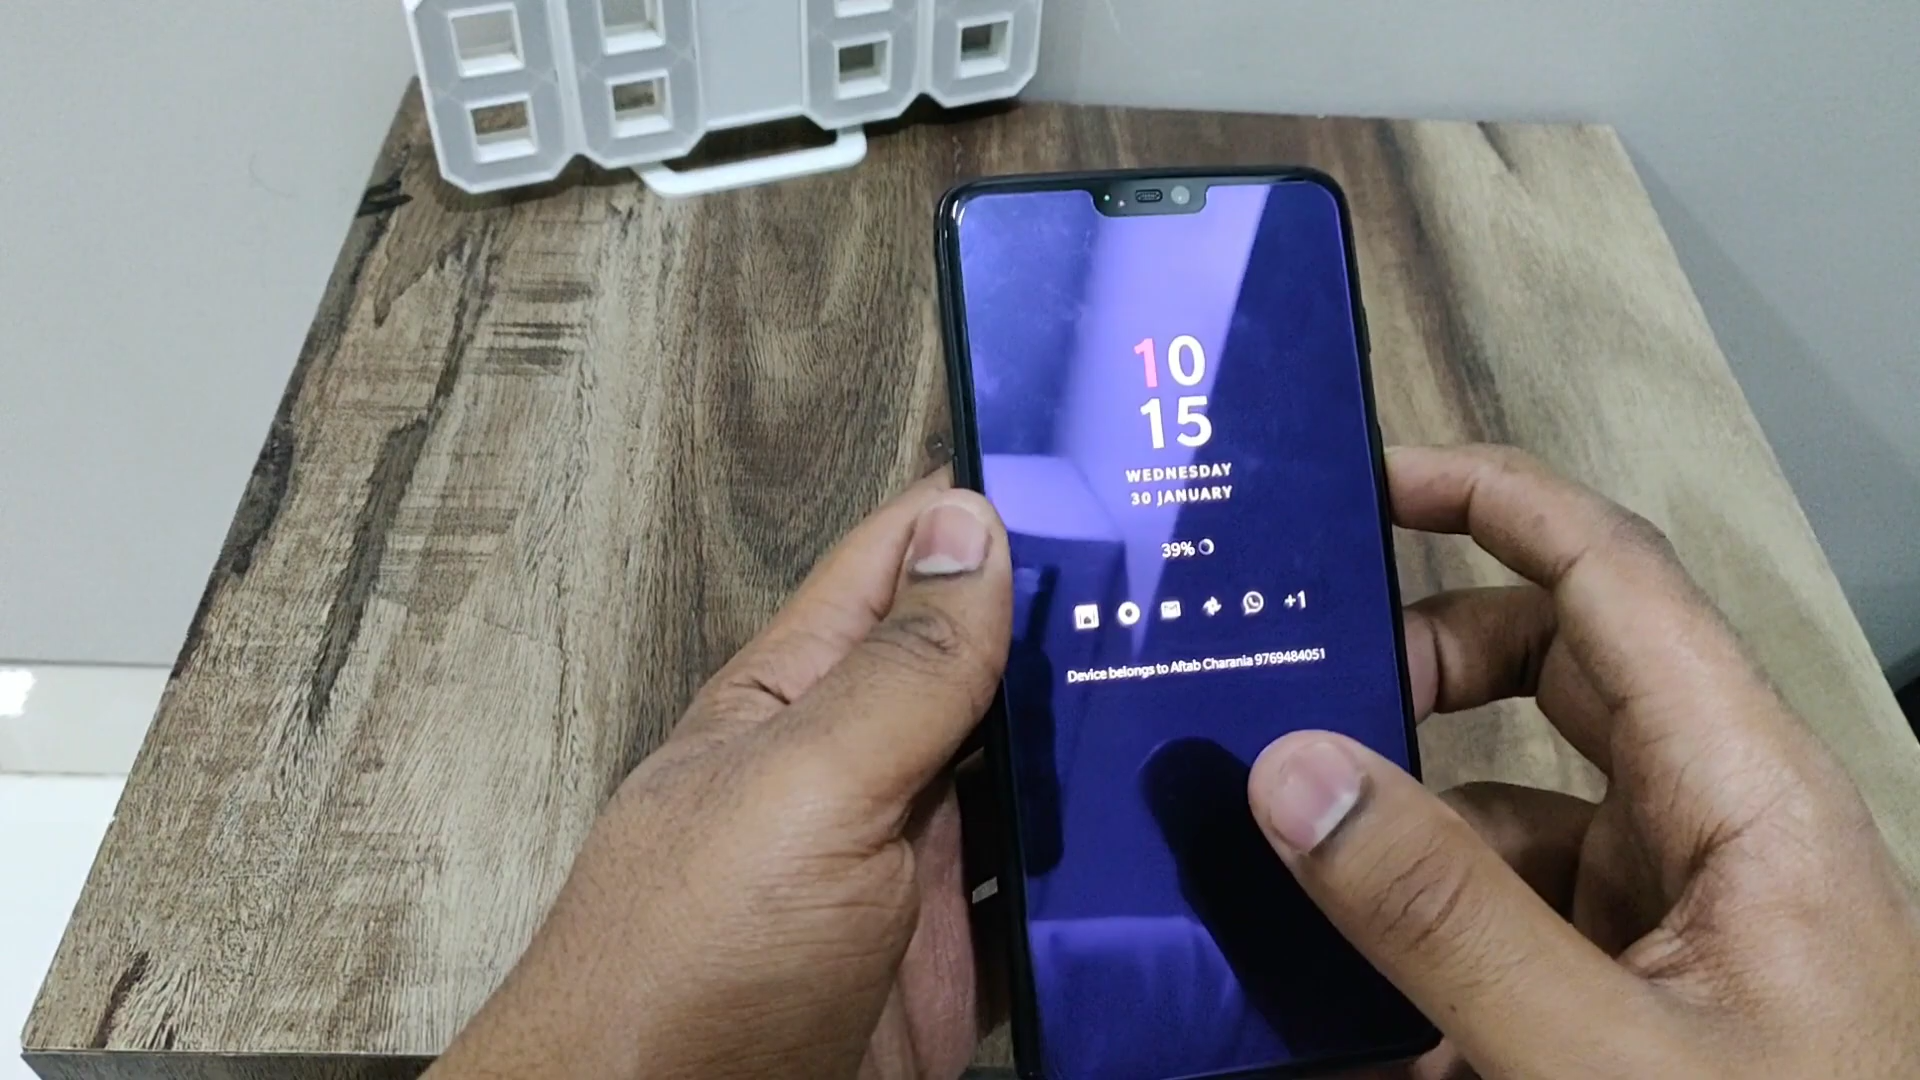 10
15
WEDNESDAY
30 JANUARY
39%
+1
Device belongs to Aftab Charania 9769484051